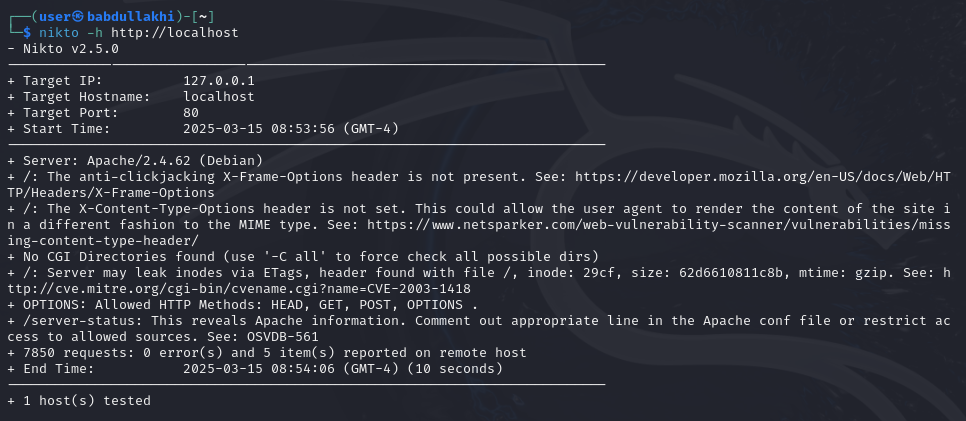 ┌──(user㉿babdullakhi)-[~]
└─$ nikto -h http://localhost
- Nikto v2.5.0
---------------------------------------------------------------------------
+ Target IP:          127.0.0.1
+ Target Hostname:    localhost
+ Target Port:        80
+ Start Time:         2025-03-15 08:53:56 (GMT-4)
---------------------------------------------------------------------------
+ Server: Apache/2.4.62 (Debian)
+ /: The anti-clickjacking X-Frame-Options header is not present. See: https://developer.mozilla.org/en-US/docs/Web/HT
TP/Headers/X-Frame-Options
+ /: The X-Content-Type-Options header is not set. This could allow the user agent to render the content of the site i
n a different fashion to the MIME type. See: https://www.netsparker.com/web-vulnerability-scanner/vulnerabilities/miss
ing-content-type-header/
+ No CGI Directories found (use '-C all' to force check all possible dirs)
+ /: Server may leak inodes via ETags, header found with file /, inode: 29cf, size: 62d6610811c8b, mtime: gzip. See: h
ttp://cve.mitre.org/cgi-bin/cvename.cgi?name=CVE-2003-1418
+ OPTIONS: Allowed HTTP Methods: HEAD, GET, POST, OPTIONS .
+ /server-status: This reveals Apache information. Comment out appropriate line in the Apache conf file or restrict ac
cess to allowed sources. See: OSVDB-561
+ 7850 requests: 0 error(s) and 5 item(s) reported on remote host
+ End Time:           2025-03-15 08:54:06 (GMT-4) (10 seconds)
---------------------------------------------------------------------------
+ 1 host(s) tested